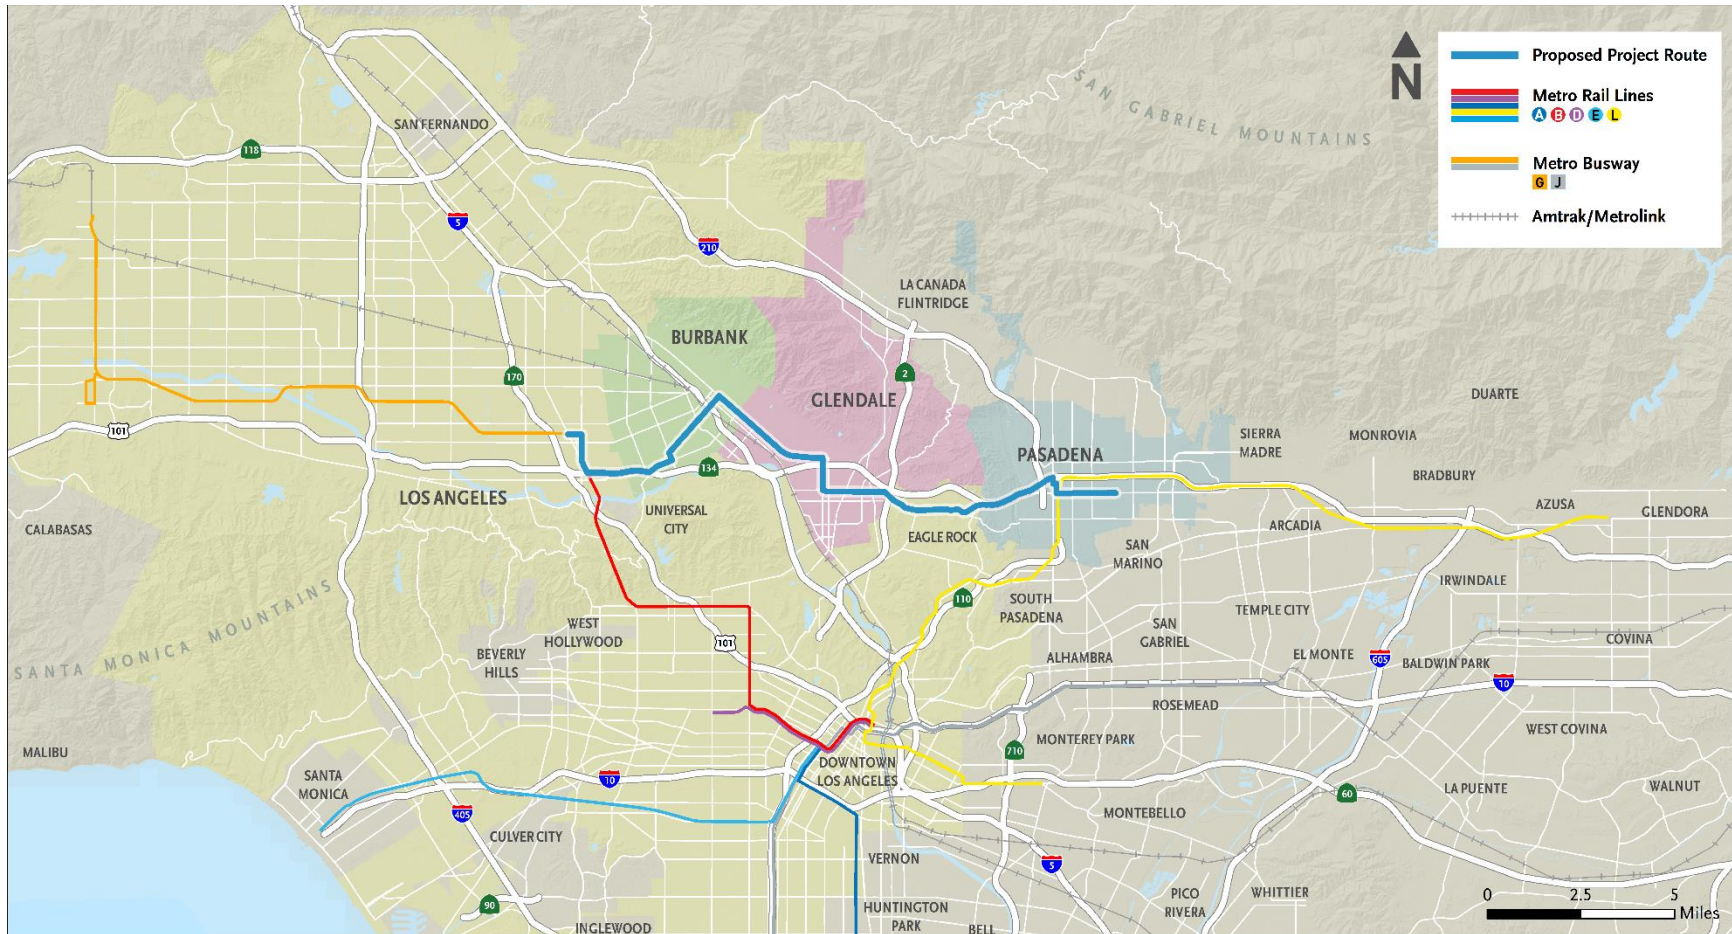 N
Proposed Project Route
Metro Rail Lines
A B D E L
Metro Busway
G J
Amtrak/Metrolink
SAN GABRIEL MOUNTAINS
SAN FERNANDO
118
5
210
LA CANADA
FLINTRIDGE
BURBANK
GLENDALE
170
2
DUARTE
101
SIERRA
MADRE
MONROVIA
PASADENA
BRADBURY
134
LOS ANGELES
AZUSA
GLENDORA
UNIVERSAL
CITY
CALABASAS
EAGLE ROCK
ARCADIA
SAN
MARINO
IRWINDALE
110
SOUTH
PASADENA
TEMPLE CITY
SANTA MONICA MOUNTAINS
WEST
HOLLYWOOD
SAN
GABRIEL
COVINA
101
BEVERLY
HILLS
ALHAMBRA
EL MONTE
605
BALDWIN PARK
10
ROSEMEAD
WEST COVINA
MALIBU
MONTEREY PARK
710
SANTA
MONICA
10
DOWNTOWN
LOS ANGELES
LA PUENTE
WALNUT
60
405
MONTEBELLO
CULVER CITY
VERNON
5
90
HUNTINGTON
PARK
PICO
RIVERA
WHITTIER
INGLEWOOD
BELL
0 2.5 5
Miles